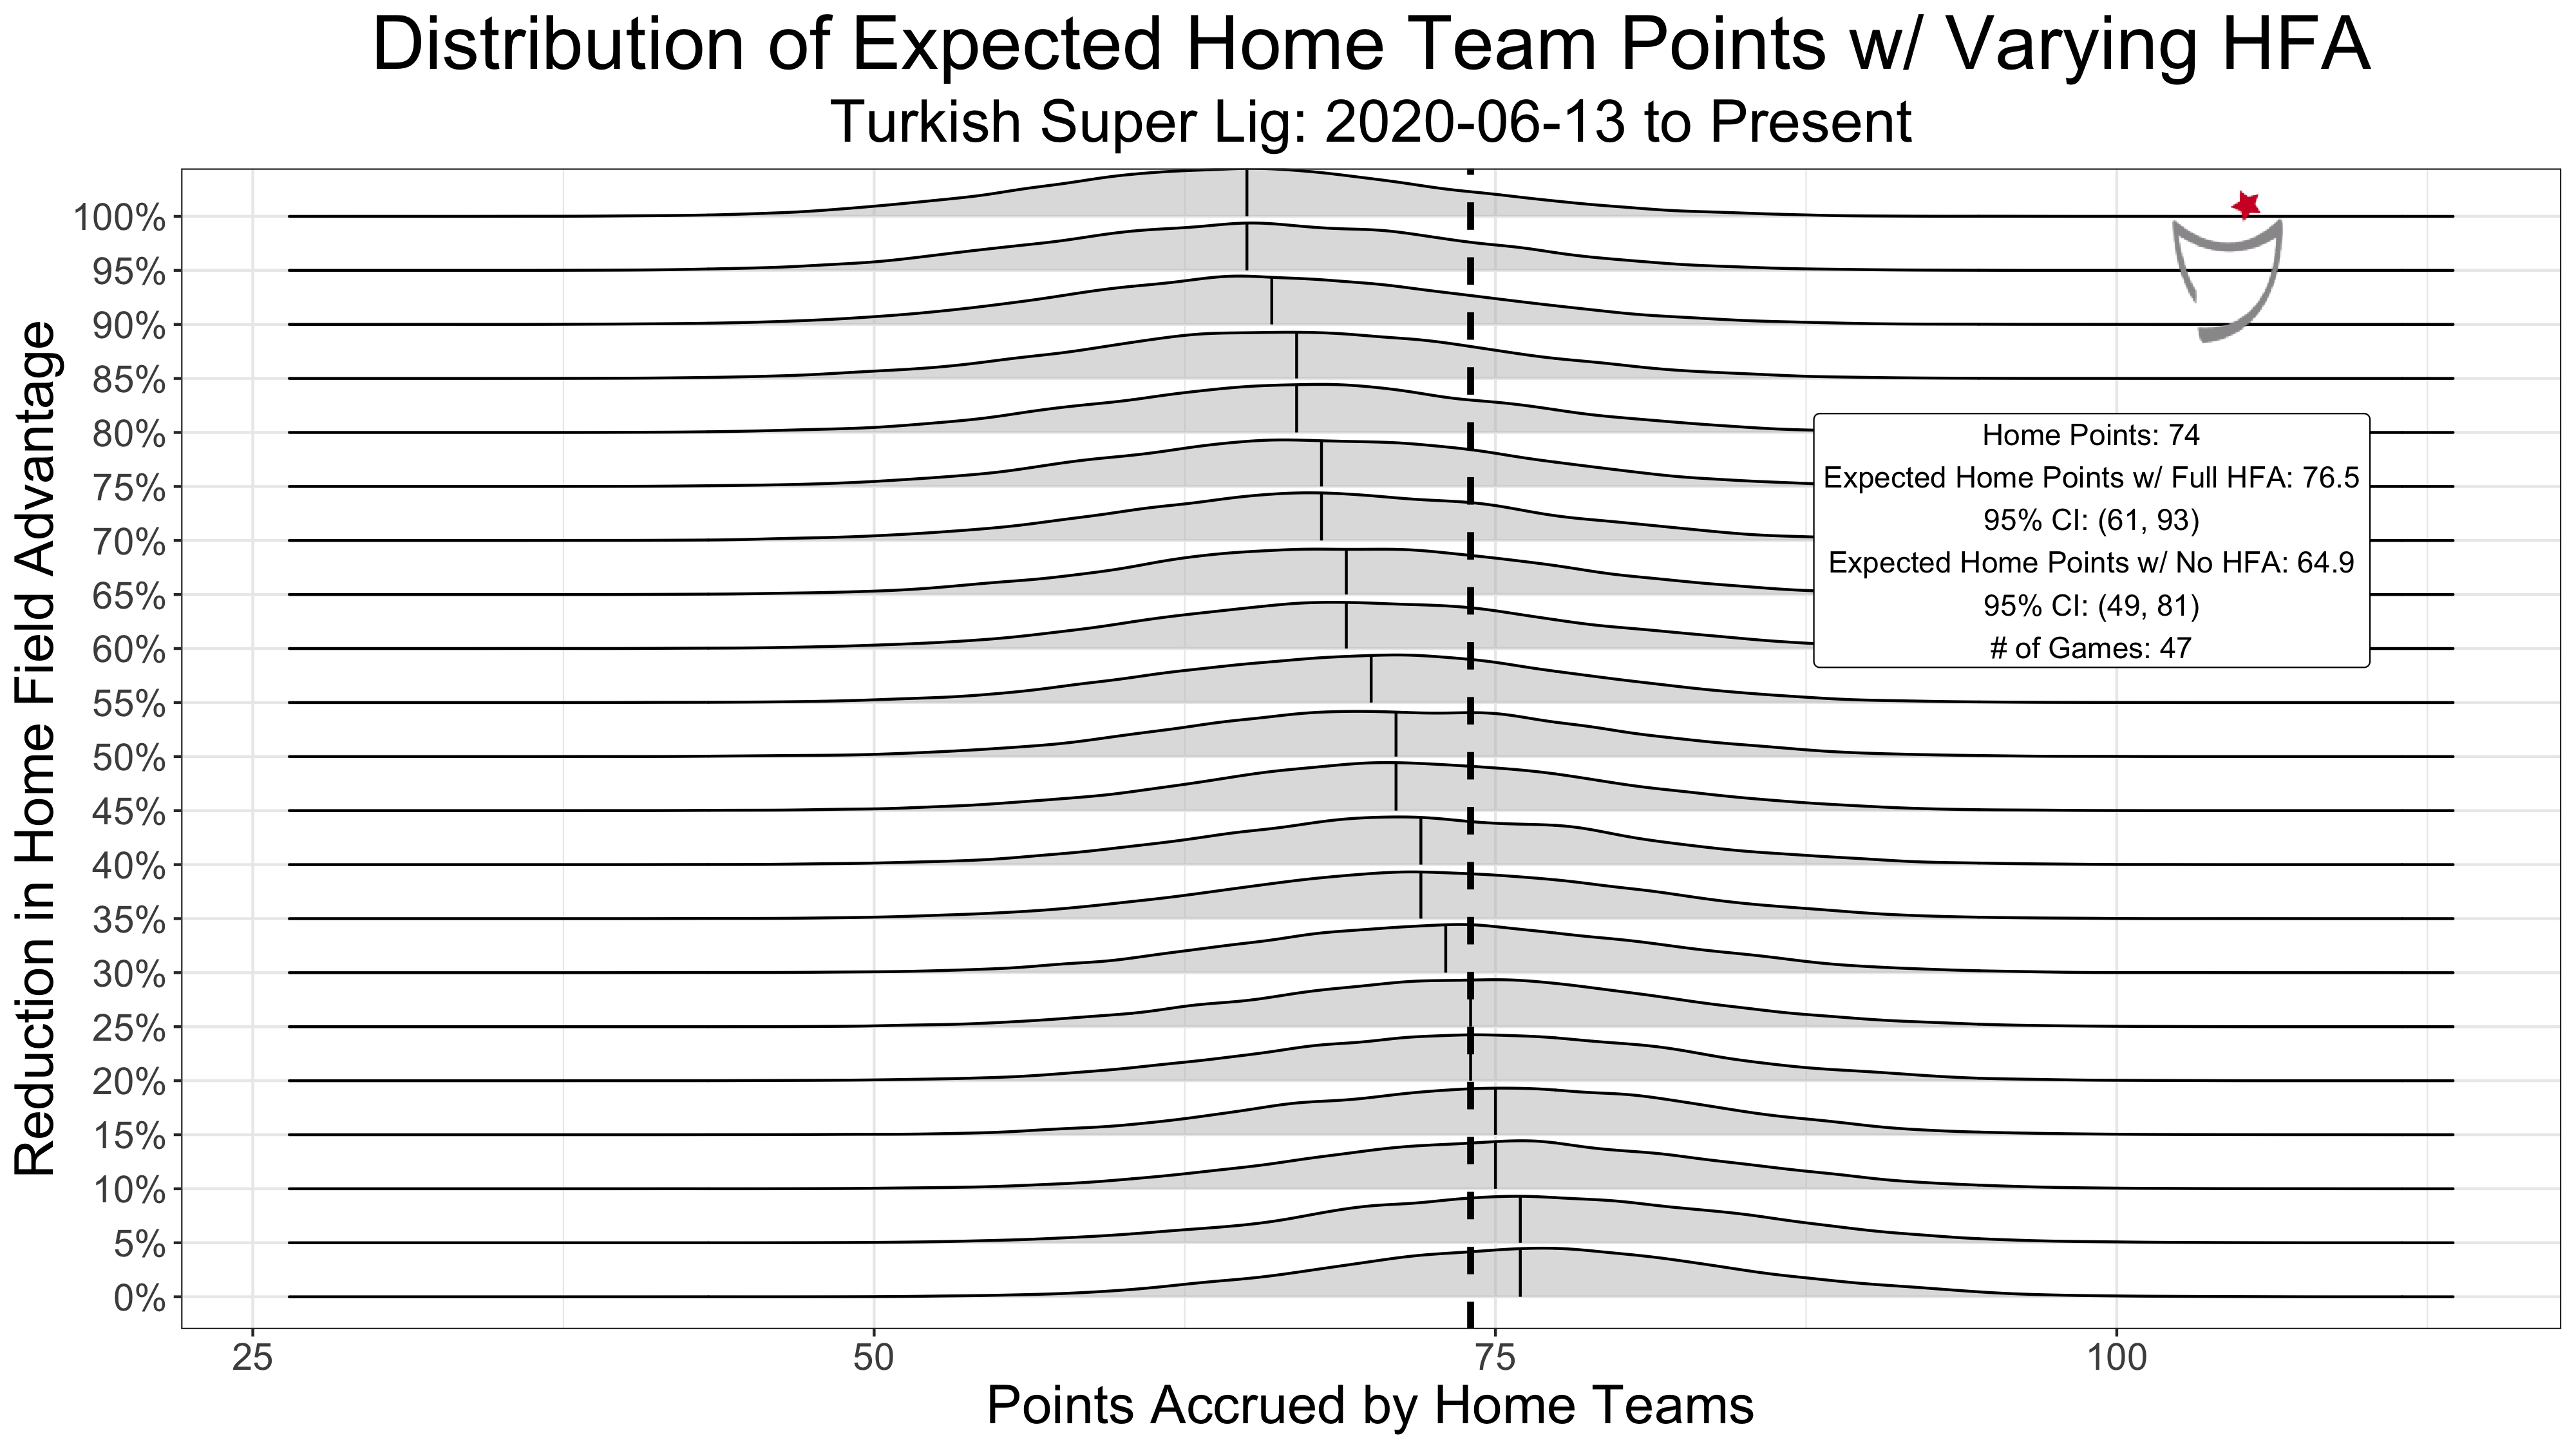 Distribution of Expected Home Team Points w/ Varying HFA
Turkish Super Lig: 2020-06-13 to Present
Reduction in Home Field Advantage
100%
95%
90%
85%
80%
75%
70%
65%
60%
55%
50%
45%
40%
35%
30%
25%
20%
15%
10%
5%
0%
Home Points: 74
Expected Home Points w/ Full HFA: 76.5
95% CI: (61, 93)
Expected Home Points w/ No HFA: 64.9
95% CI: (49, 81)
# of Games: 47
25 50 75 100
Points Accrued by Home Teams